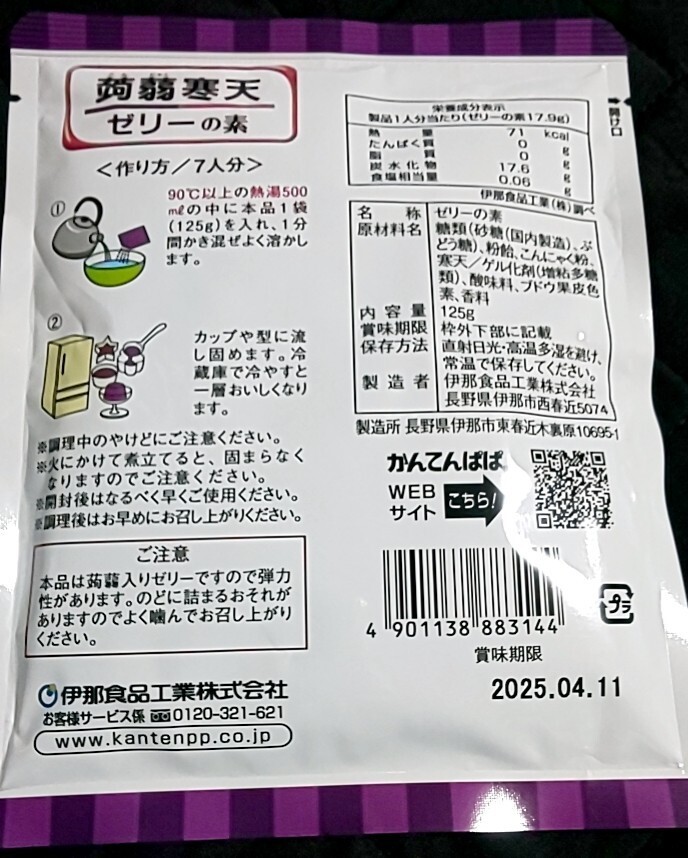 蒟蒻寒天
ゼリーの素
＜作り方／7人分＞
①
90℃以上の熱湯500
mlの中に本品1袋
(125g)を入れ、1分
間かき混ぜよく溶かし
ます。
②
カップや型に流
し固めます。冷
蔵庫で冷やすと
一層おいしくなり
ます。
※調理中のやけどにご注意ください。
※火にかけて煮立てると、固まらなく
なりますのでご注意ください。
※開封後はなるべく早くご使用ください。
※調理後はお早めにお召し上がりください。
ご注意
本品は蒟蒻入りゼリーですので弾力
性があります。のどに詰まるおそれが
ありますのでよく噛んでお召し上がり
ください。
伊那食品工業株式会社
お客様サービス係 0120-321-621
www.kantenpp.co.jp
開け口
栄養成分表示
製品1人分当たり(ゼリーの素17.9g)
熱量 71 kcal
たんぱく質 0 g
脂質 0 g
炭水化物 17.6 g
食塩相当量 0.06 g
伊那食品工業(株)調べ
名称 ゼリーの素
原材料名 糖類(砂糖(国内製造)、ぶ
どう糖)、粉飴、こんにゃく粉、
寒天/ゲル化剤(増粘多糖
類)、酸味料、ブドウ果皮色
素、香料
内容量 125g
賞味期限 枠外下部に記載
保存方法 直射日光・高温多湿を避け、
常温で保存してください。
製造者 伊那食品工業株式会社
長野県伊那市西春近5074
製造所 長野県伊那市東春近木裏原10695-1
かんてんぱぱ
WEB
サイト
こちら!
4 901138 883144
プラ
賞味期限
2025.04.11